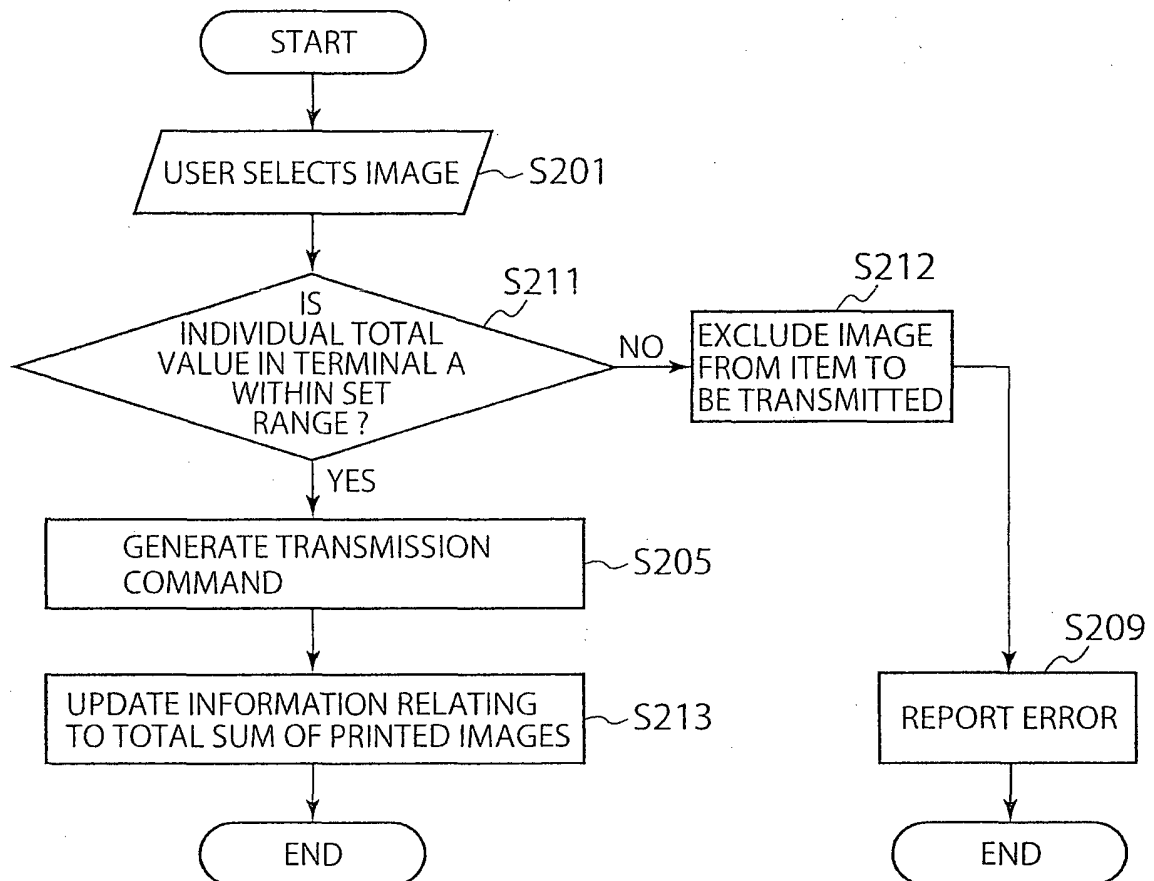 START
USER SELECTS IMAGE
S201
IS
INDIVIDUAL TOTAL
VALUE IN TERMINAL A
WITHIN SET
RANGE ?
S211
NO
S212
EXCLUDE IMAGE
FROM ITEM TO
BE TRANSMITTED
YES
GENERATE TRANSMISSION
COMMAND
S205
UPDATE INFORMATION RELATING
TO TOTAL SUM OF PRINTED IMAGES
S213
S209
REPORT ERROR
END
END